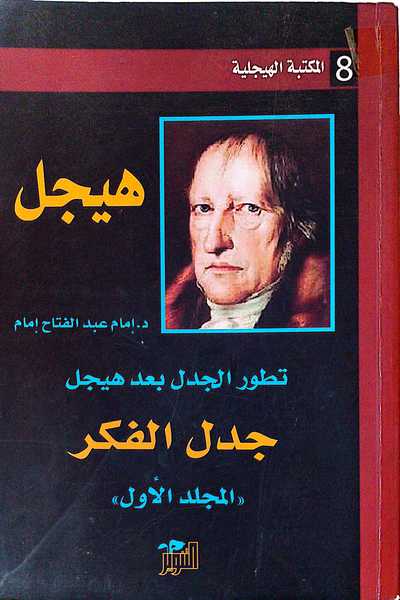 المكتبة الهيجلية 8
هيجل
د.إمام عبد الفتاح إمام
تطور الجدل بعد هيجل
جدل الفكر
«المجلد الأول»
التنوير